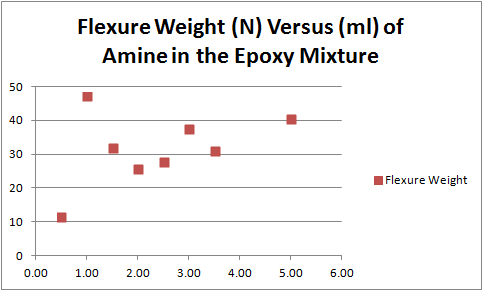 Flexure Weight (N) Versus (ml) of
Amine in the Epoxy Mixture
50
40
30
20
10
0
0.00 1.00 2.00 3.00 4.00 5.00 6.00
Flexure Weight